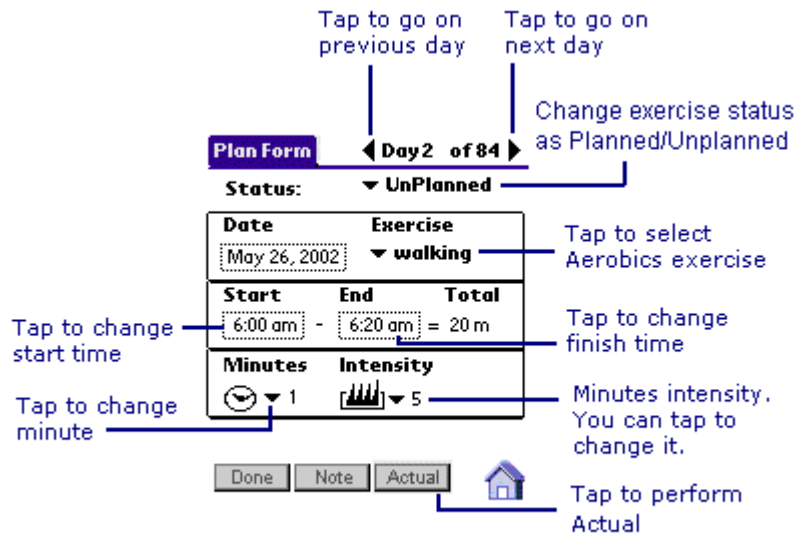 Tap to go on
previous day
Tap to go on
next day
Change exercise status
as Planned/Unplanned
Plan Form
Day 2 of 84
Status:
UnPlanned
Date
Exercise
May 26, 2002
walking
Tap to select
Aerobics exercise
Start
End
Total
6:00 am - 6:20 am = 20 m
Tap to change
start time
Tap to change
finish time
Minutes
Intensity
1
5
Tap to change
minute
Minutes intensity.
You can tap to
change it.
Done
Note
Actual
Tap to perform
Actual